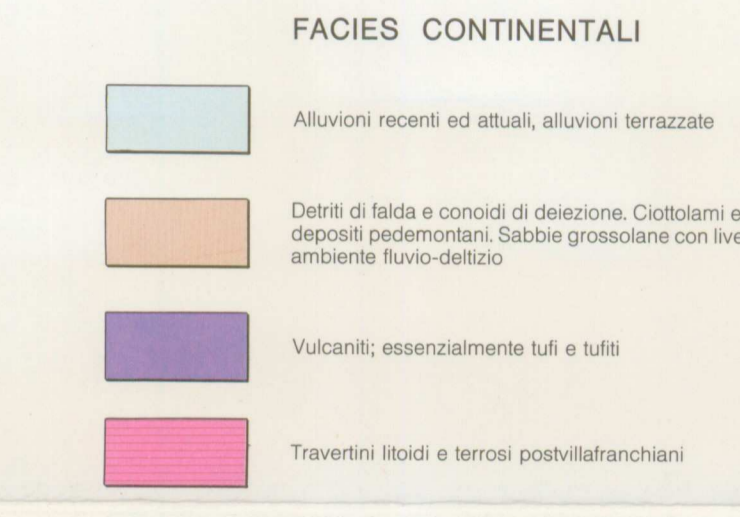 FACIES CONTINENTALI
Alluvioni recenti ed attuali, alluvioni terrazzate
Detriti di falda e conoidi di deiezione. Ciottolami e
depositi pedemontani. Sabbie grossolane con live
ambiente fluvio-deltizio
Vulcaniti; essenzialmente tufi e tufiti
Travertini litoidi e terrosi postvillafranchiani